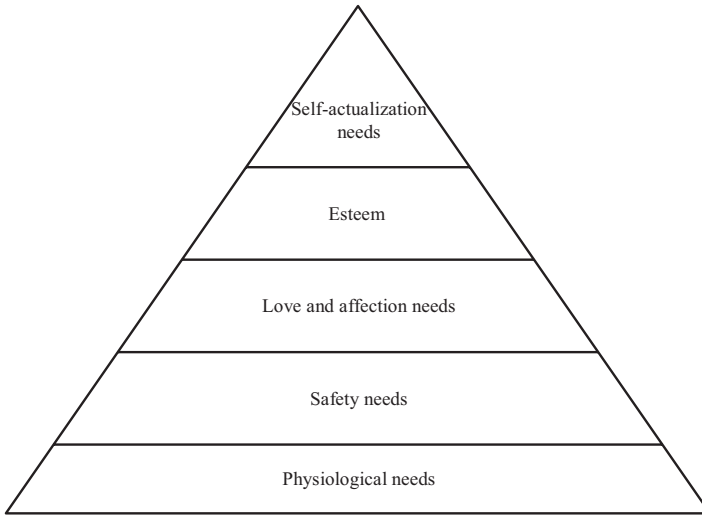 Self-actualization
needs
Esteem
Love and affection needs
Safety needs
Physiological needs